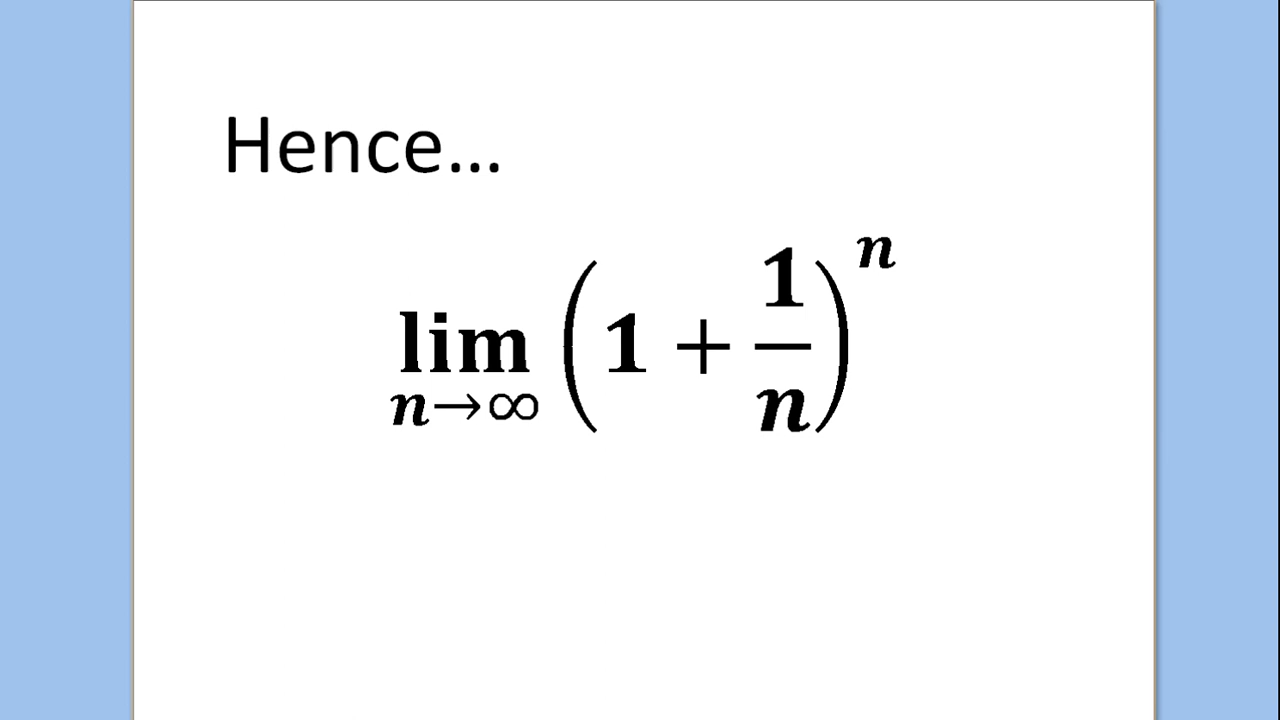 Hence…
lim n→∞ (1 + 1/n)^n